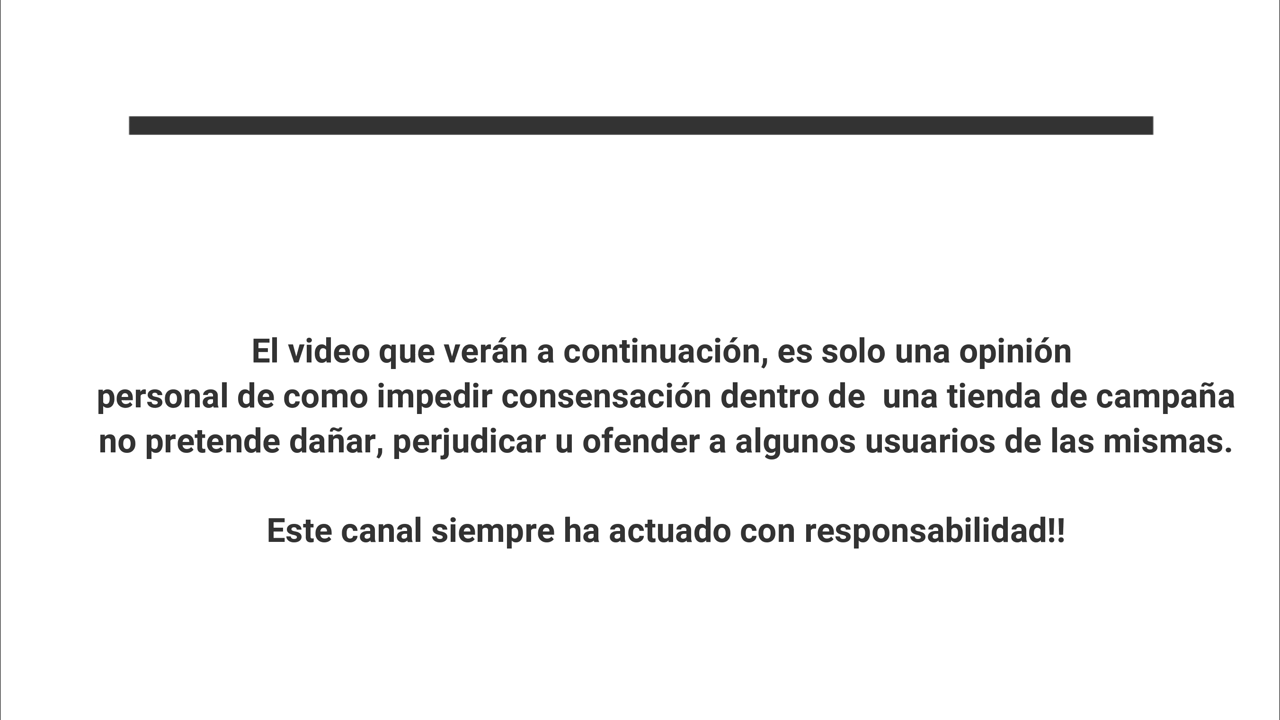 El video que verán a continuación, es solo una opinión
personal de como impedir consensación dentro de  una tienda de campaña
no pretende dañar, perjudicar u ofender a algunos usuarios de las mismas.
Este canal siempre ha actuado con responsabilidad!!